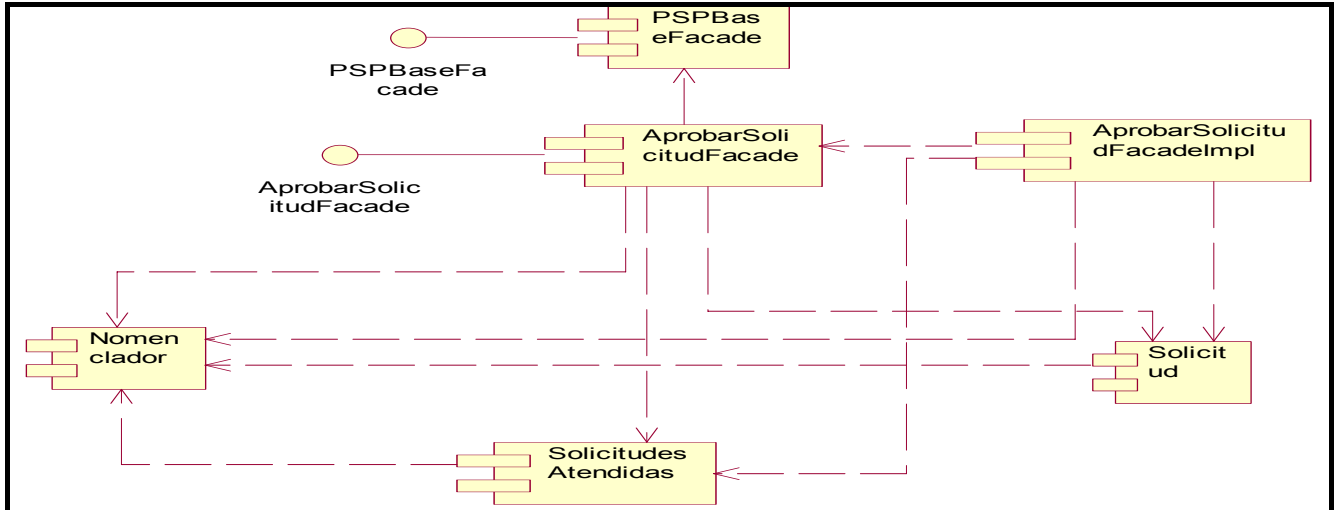 PSPBas
eFacade
PSPBaseFa
cade
AprobarSoli
citudFacade
AprobarSolicitu
dFacadeImpl
AprobarSolic
itudFacade
Nomen
clador
Solicit
ud
Solicitudes
Atendidas